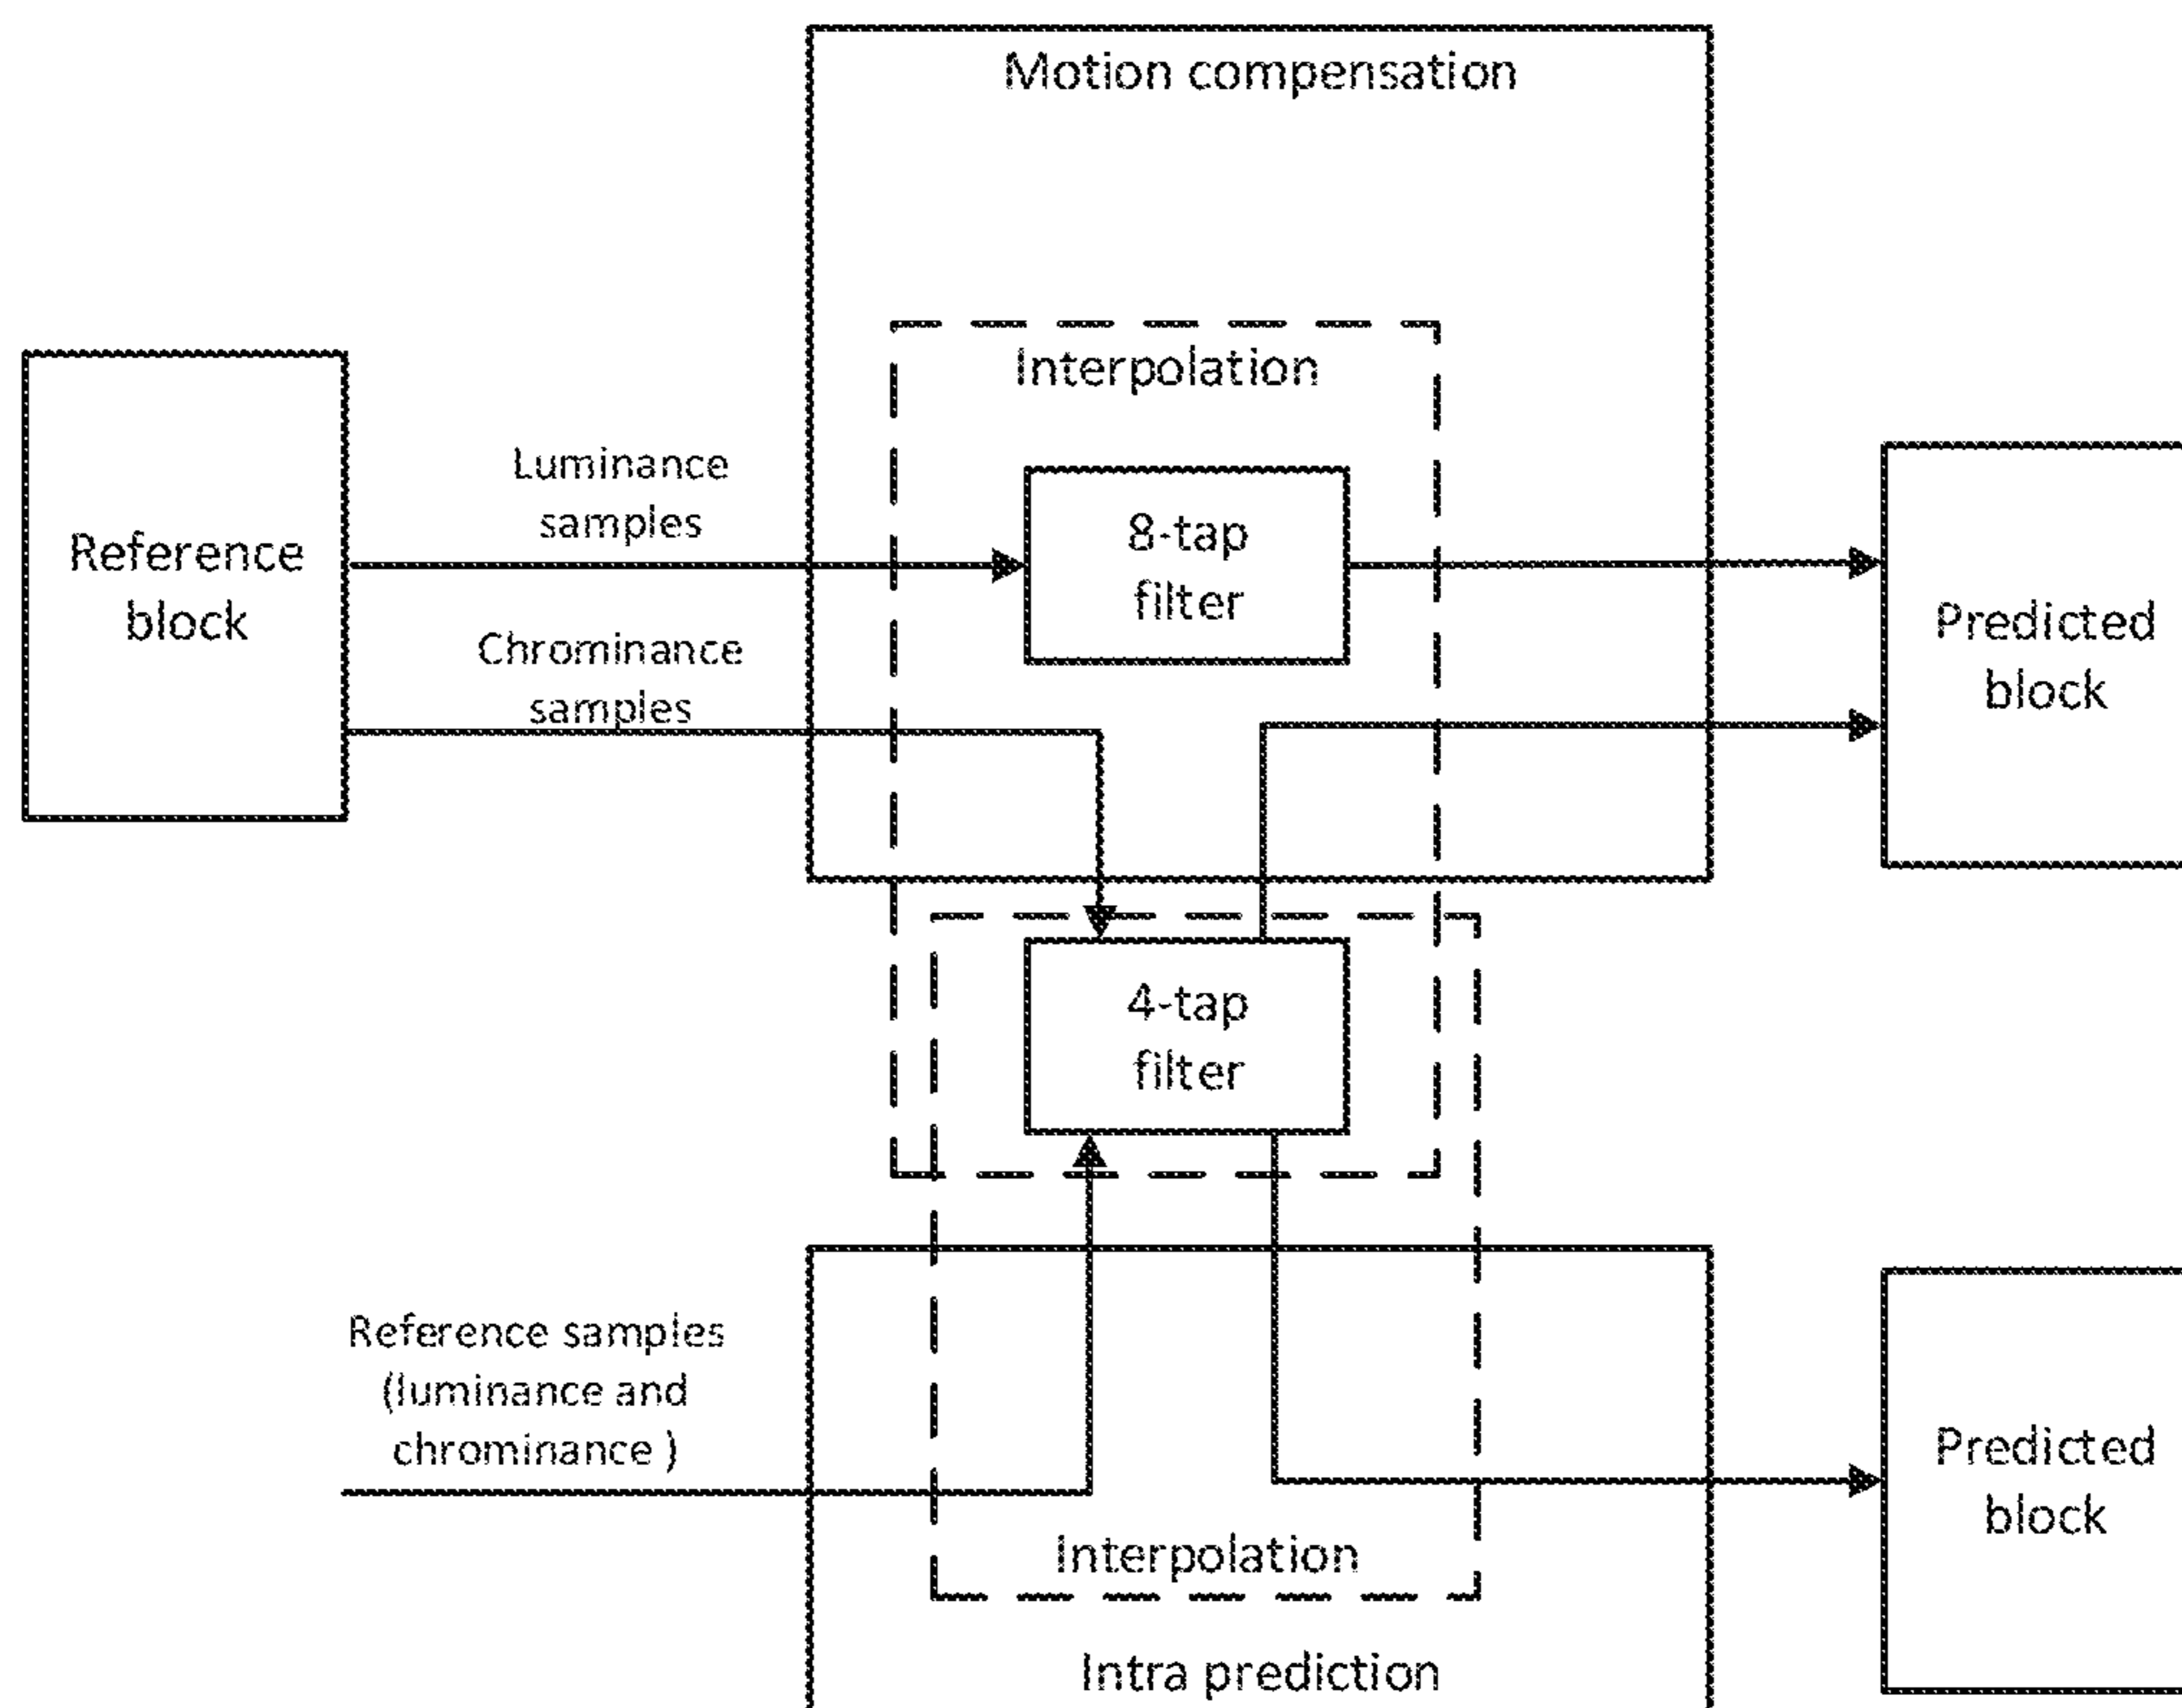 Motion compensation
Interpolation
Luminance
samples
8-tap
filter
Reference
block
Chrominance
samples
Predicted
block
4-tap
filter
Reference samples
(luminance and
chrominance )
Interpolation
Predicted
block
Intra prediction